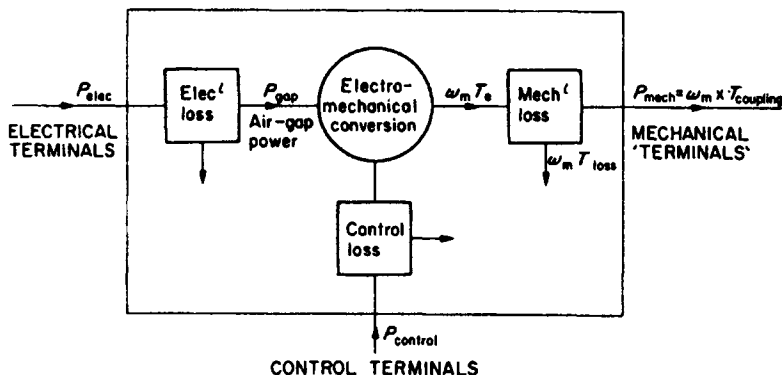 P_elec
ELECTRICAL
TERMINALS
Elec^l
loss
P_gap
Air-gap
power
Electro-
mechanical
conversion
ω_m T_e
Mech^l
loss
ω_m T_loss
P_mech = ω_m × T_coupling
MECHANICAL
'TERMINALS'
Control
loss
P_control
CONTROL TERMINALS